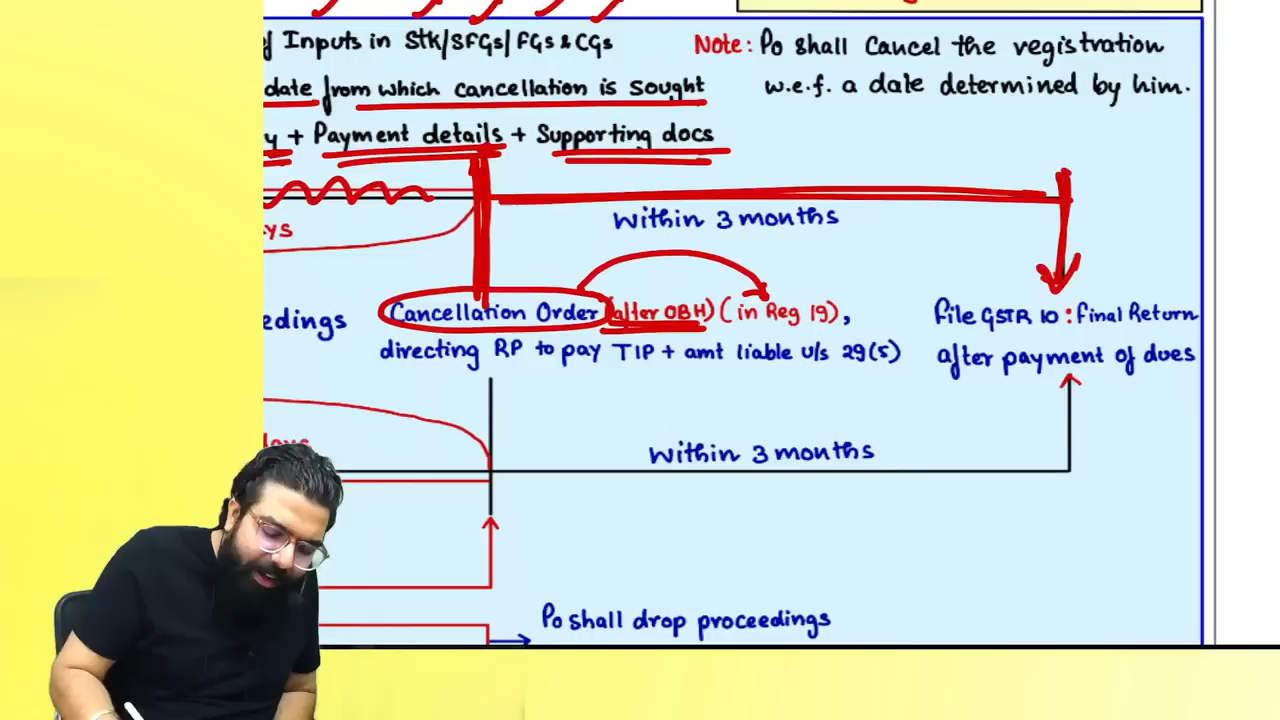 Inputs in Stk/SFGs/FGs & CGs
Note: Po shall Cancel the registration
w.e.f. a date determined by him.
date from which cancellation is sought
y + Payment details + Supporting docs
ys
Within 3 months
edings
Cancellation Order (after OBH) (in Reg 19),
directing RP to pay TIP + amt liable u/s 29(5)
File GSTR 10 : Final Return
after payment of dues
Within 3 months
Po shall drop proceedings